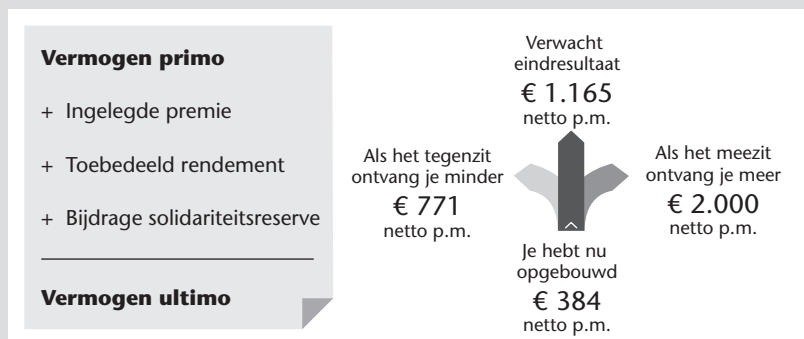 Vermogen primo
+ Ingelegde premie
+ Toebedeeld rendement
+ Bijdrage solidariteitsreserve
Vermogen ultimo
Verwacht
eindresultaat
€ 1.165
netto p.m.
Als het tegenzit
ontvang je minder
€ 771
netto p.m.
Als het meezit
ontvang je meer
€ 2.000
netto p.m.
Je hebt nu
opgebouwd
€ 384
netto p.m.